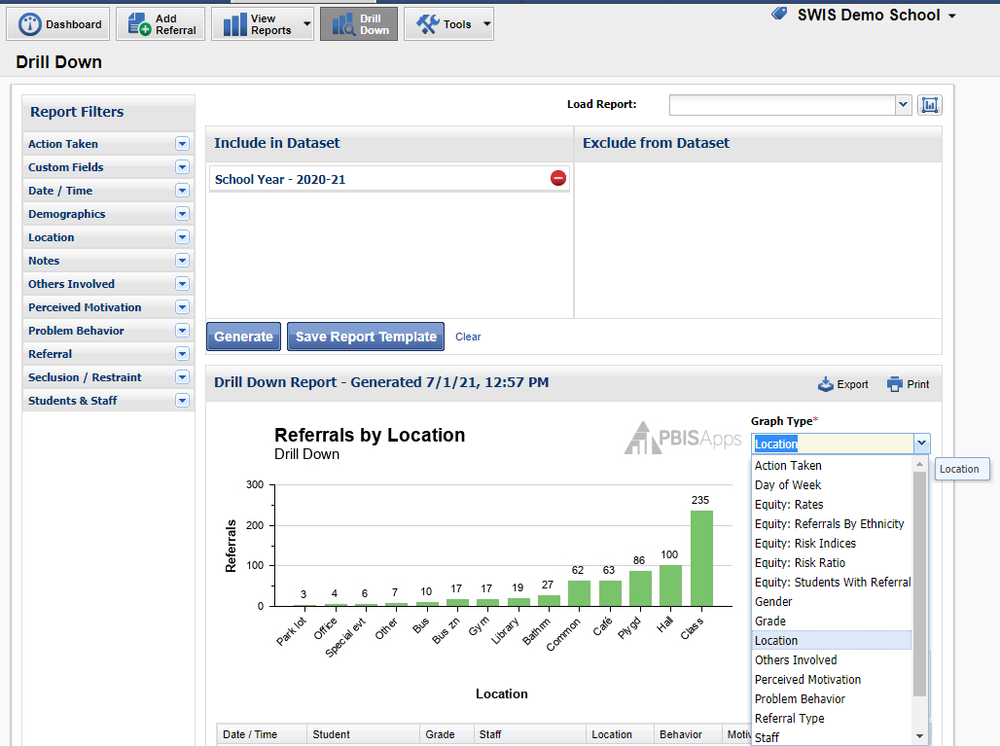 Dashboard
Add Referral
View Reports
Drill Down
Tools
SWIS Demo School
Drill Down
Report Filters
Action Taken
Custom Fields
Date / Time
Demographics
Location
Notes
Others Involved
Perceived Motivation
Problem Behavior
Referral
Seclusion / Restraint
Students & Staff
Load Report:
Include in Dataset
Exclude from Dataset
School Year - 2020-21
Generate
Save Report Template
Clear
Drill Down Report - Generated 7/1/21, 12:57 PM
Export
Print
Referrals by Location
Drill Down
PBISApps
Referrals
300
200
100
0
3
4
6
7
10
17
17
19
27
62
63
86
100
235
Park lot
Office
Special evt
Other
Bus
Bus zn
Gym
Library
Bathrm
Common
Café
Plygd
Hall
Class
Location
Graph Type*
Location
Location
Action Taken
Day of Week
Equity: Rates
Equity: Referrals By Ethnicity
Equity: Risk Indices
Equity: Risk Ratio
Equity: Students With Referral
Gender
Grade
Location
Others Involved
Perceived Motivation
Problem Behavior
Referral Type
Staff
Date / Time
Student
Grade
Staff
Location
Behavior
Motiv